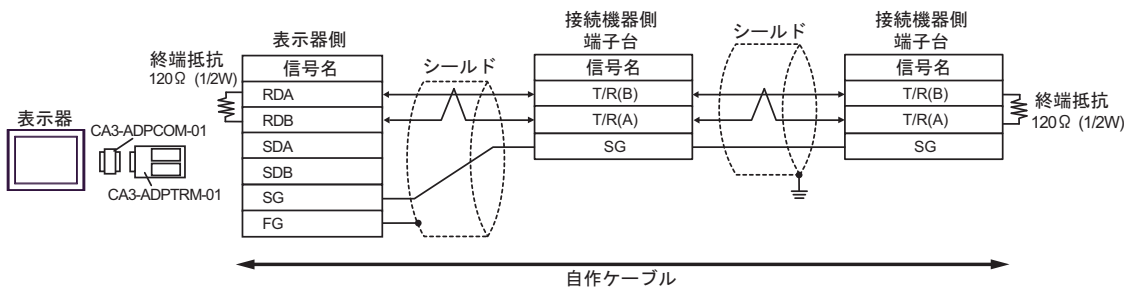 表示器
CA3-ADPCOM-01
CA3-ADPTRM-01
終端抵抗
120Ω (1/2W)
表示器側
信号名
RDA
RDB
SDA
SDB
SG
FG
シールド
接続機器側
端子台
信号名
T/R(B)
T/R(A)
SG
シールド
接続機器側
端子台
信号名
T/R(B)
T/R(A)
SG
終端抵抗
120Ω (1/2W)
自作ケーブル